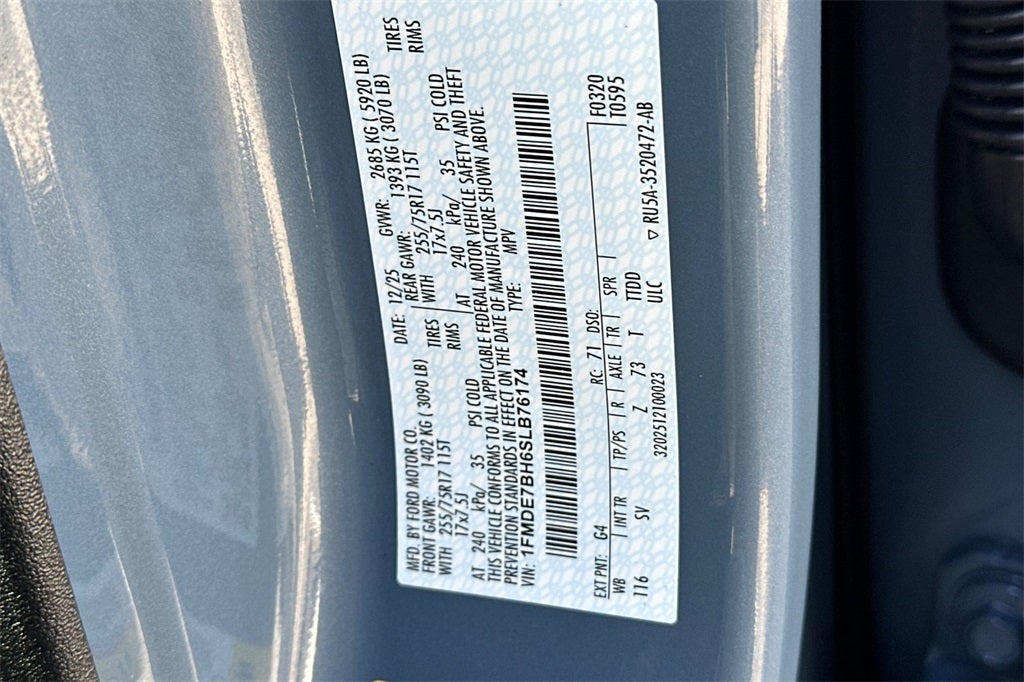 MFD. BY FORD MOTOR CO. DATE: 12/25 GVWR: 2685 KG ( 5920 LB)
FRONT GAWR: 1402 KG ( 3090 LB) REAR GAWR: 1393 KG ( 3070 LB)
WITH 255/75R17 115T TIRES WITH 255/75R17 115T TIRES
17x7.5J RIMS 17x7.5J RIMS
AT 240 kPa/ 35 PSI COLD AT 240 kPa/ 35 PSI COLD
THIS VEHICLE CONFORMS TO ALL APPLICABLE FEDERAL MOTOR VEHICLE SAFETY AND THEFT
PREVENTION STANDARDS IN EFFECT ON THE DATE OF MANUFACTURE SHOWN ABOVE.
VIN: 1FMDE7BH6SLB76174 TYPE: MPV
EXT PNT: G4 RC: 71 DSO: F0320
WB INT TR TP/PS R AXLE TR SPR T0595
116 SV Z 73 T TTDD
3202512100023 ULC ▽ RU5A-3520472-AB